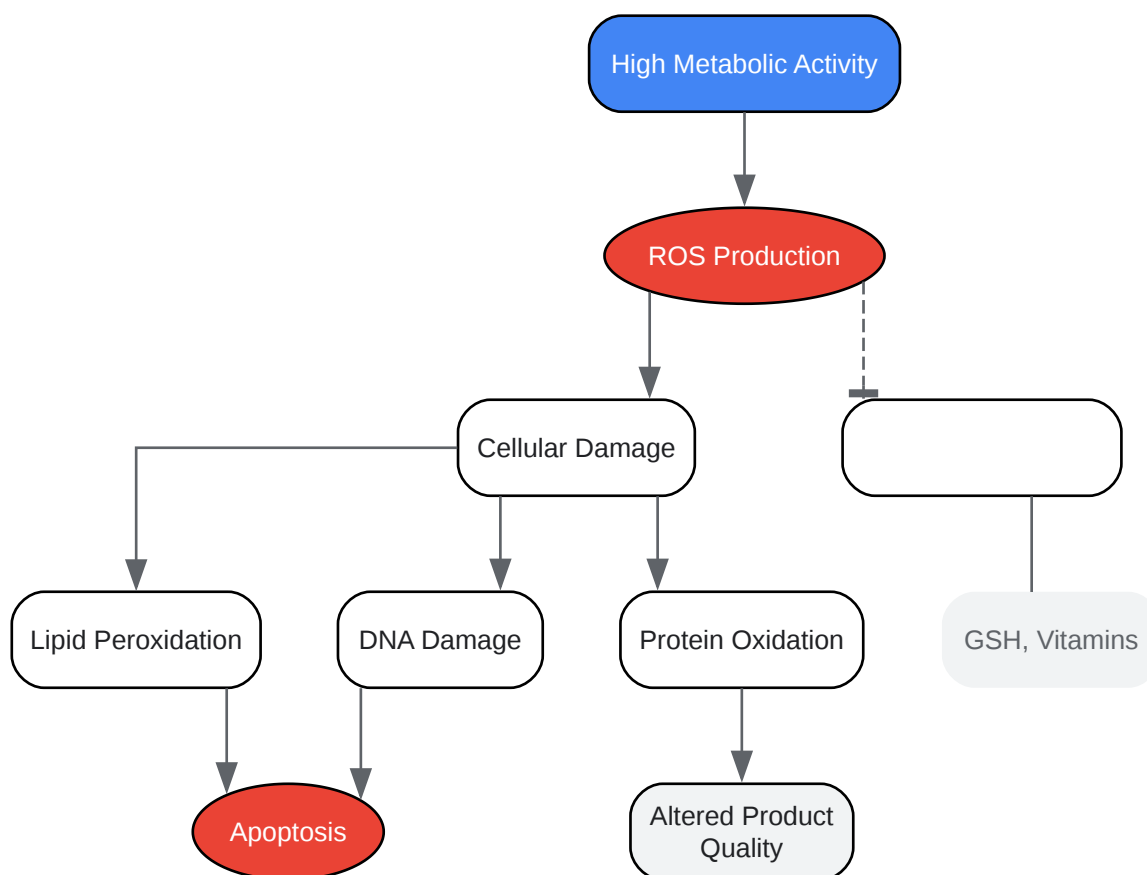 High Metabolic Activity
ROS Production
Cellular Damage
Lipid Peroxidation
DNA Damage
Protein Oxidation
GSH, Vitamins
Apoptosis
Altered Product
Quality